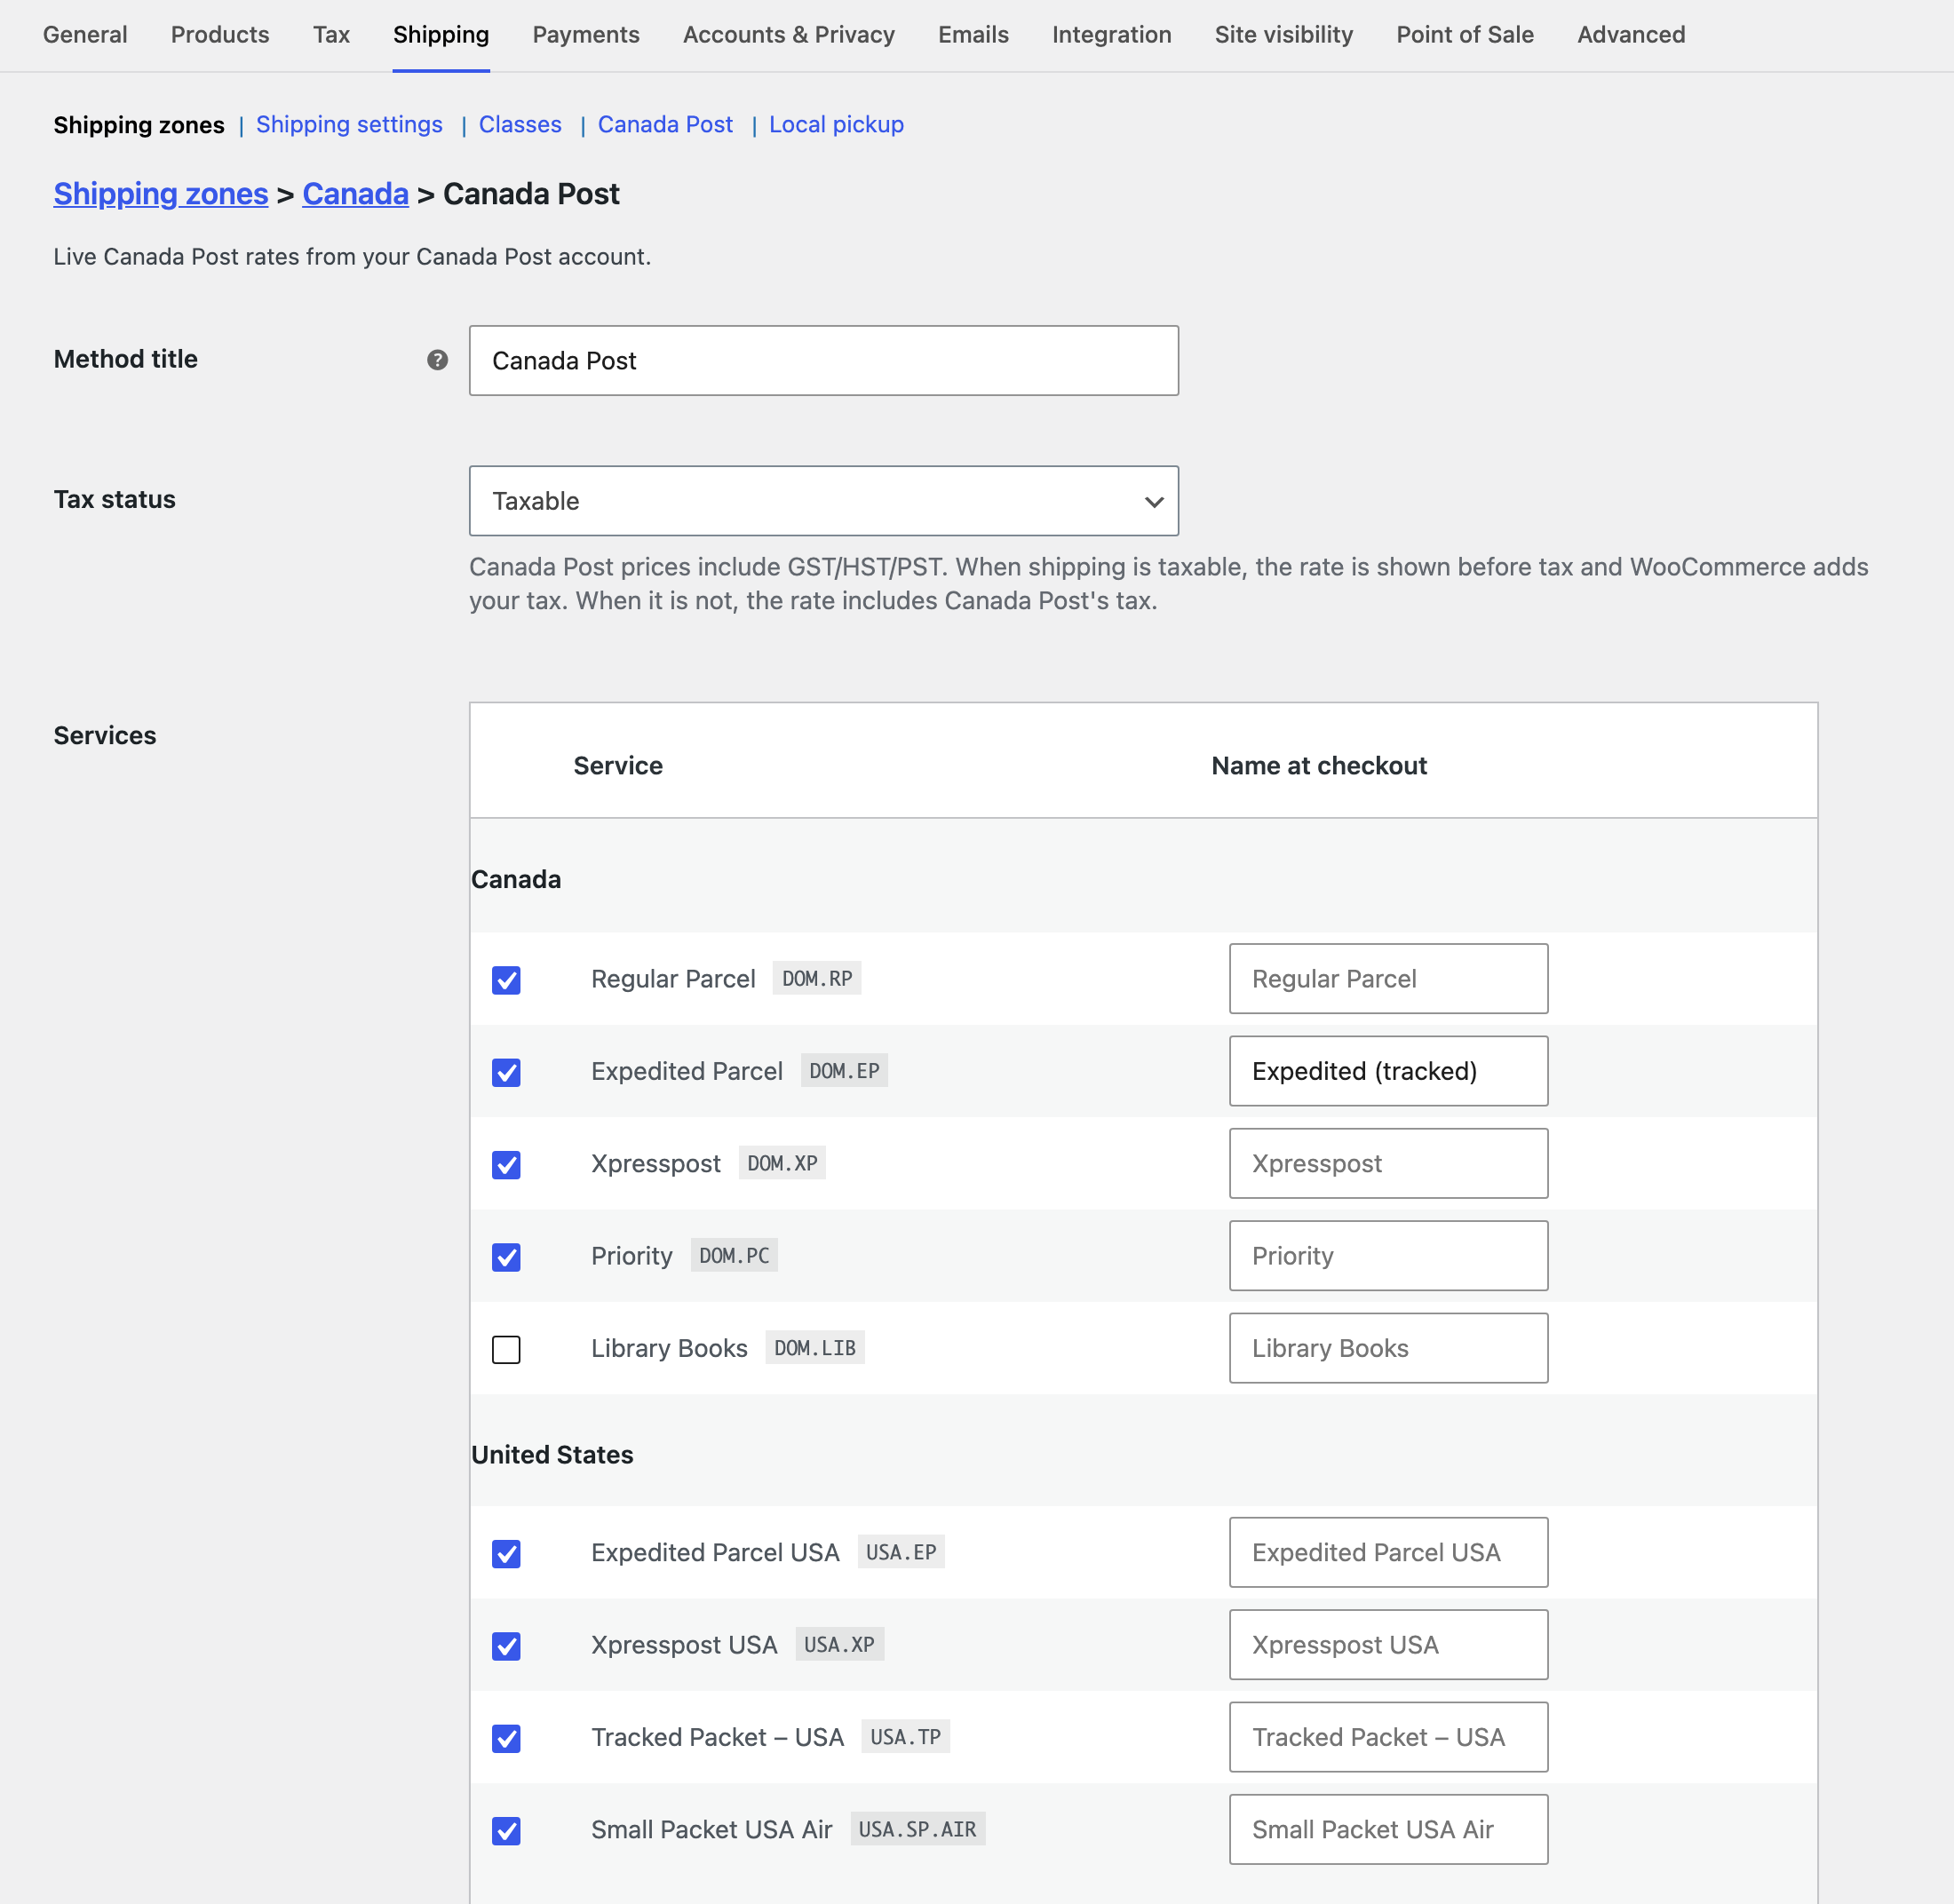 General Products Tax Shipping Payments Accounts & Privacy Emails Integration Site visibility Point of Sale Advanced
Shipping zones | Shipping settings | Classes | Canada Post | Local pickup
Shipping zones > Canada > Canada Post
Live Canada Post rates from your Canada Post account.
Method title ? Canada Post
Tax status Taxable
Canada Post prices include GST/HST/PST. When shipping is taxable, the rate is shown before tax and WooCommerce adds
your tax. When it is not, the rate includes Canada Post's tax.
Services
Service Name at checkout
Canada
Regular Parcel DOM.RP Regular Parcel
Expedited Parcel DOM.EP Expedited (tracked)
Xpresspost DOM.XP Xpresspost
Priority DOM.PC Priority
Library Books DOM.LIB Library Books
United States
Expedited Parcel USA USA.EP Expedited Parcel USA
Xpresspost USA USA.XP Xpresspost USA
Tracked Packet – USA USA.TP Tracked Packet – USA
Small Packet USA Air USA.SP.AIR Small Packet USA Air